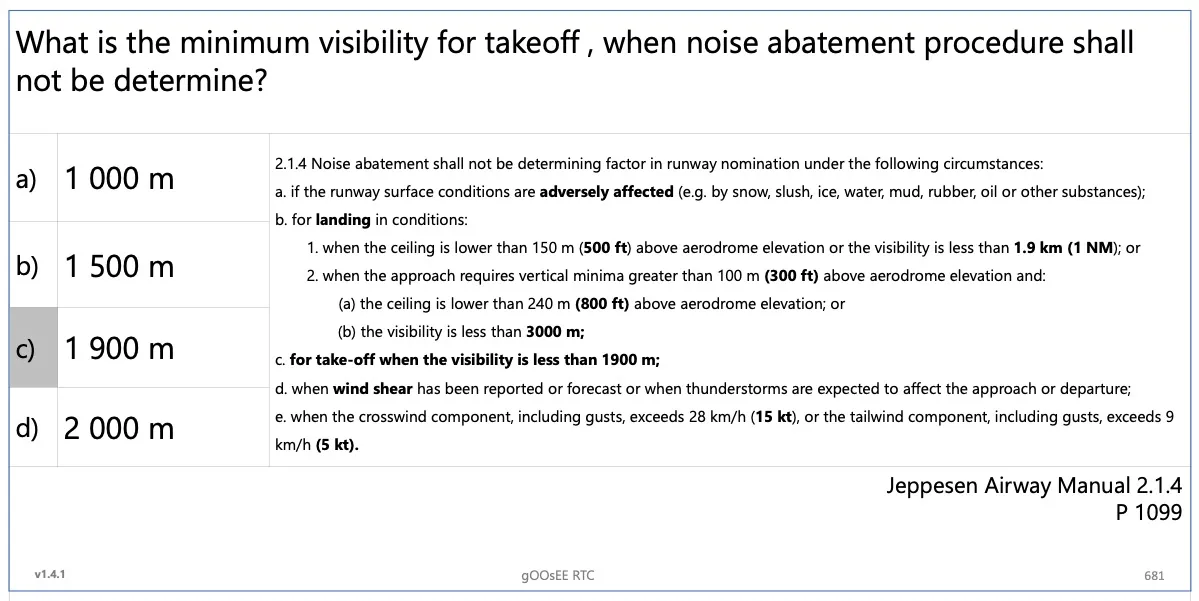 What is the minimum visibility for takeoff , when noise abatement procedure shall
not be determine?
a) 1 000 m
b) 1 500 m
c) 1 900 m
d) 2 000 m
2.1.4 Noise abatement shall not be determining factor in runway nomination under the following circumstances:
a. if the runway surface conditions are adversely affected (e.g. by snow, slush, ice, water, mud, rubber, oil or other substances);
b. for landing in conditions:
1. when the ceiling is lower than 150 m (500 ft) above aerodrome elevation or the visibility is less than 1.9 km (1 NM); or
2. when the approach requires vertical minima greater than 100 m (300 ft) above aerodrome elevation and:
(a) the ceiling is lower than 240 m (800 ft) above aerodrome elevation; or
(b) the visibility is less than 3000 m;
c. for take-off when the visibility is less than 1900 m;
d. when wind shear has been reported or forecast or when thunderstorms are expected to affect the approach or departure;
e. when the crosswind component, including gusts, exceeds 28 km/h (15 kt), or the tailwind component, including gusts, exceeds 9
km/h (5 kt).
Jeppesen Airway Manual 2.1.4
P 1099
v1.4.1
gOOsEE RTC
681